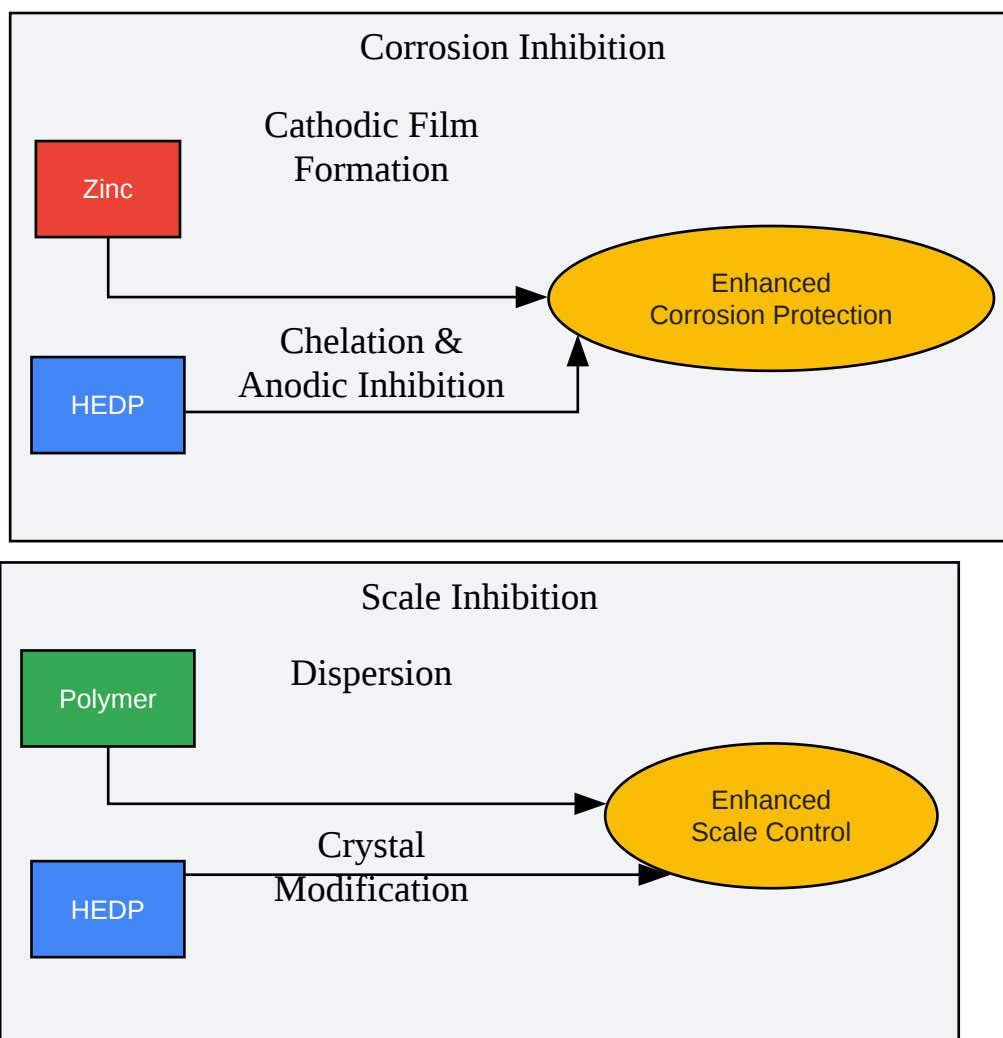 Corrosion Inhibition
Cathodic Film
Formation
Zinc
Enhanced
Corrosion Protection
Chelation &
Anodic Inhibition
HEDP
Scale Inhibition
Dispersion
Polymer
Enhanced
Scale Control
Crystal
Modification
HEDP